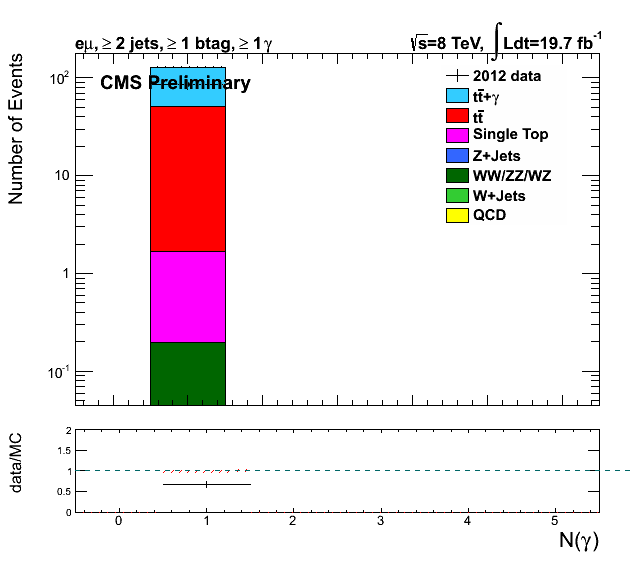 eμ, ≥ 2 jets, ≥ 1 btag, ≥ 1γ
√s=8 TeV, ∫Ldt=19.7 fb⁻¹
CMS Preliminary
2012 data
tt̄+γ
tt̄
Single Top
Z+Jets
WW/ZZ/WZ
W+Jets
QCD
Number of Events
10²
10
1
10⁻¹
data/MC
2
1.5
1
0.5
0
0 1 2 3 4 5
N(γ)